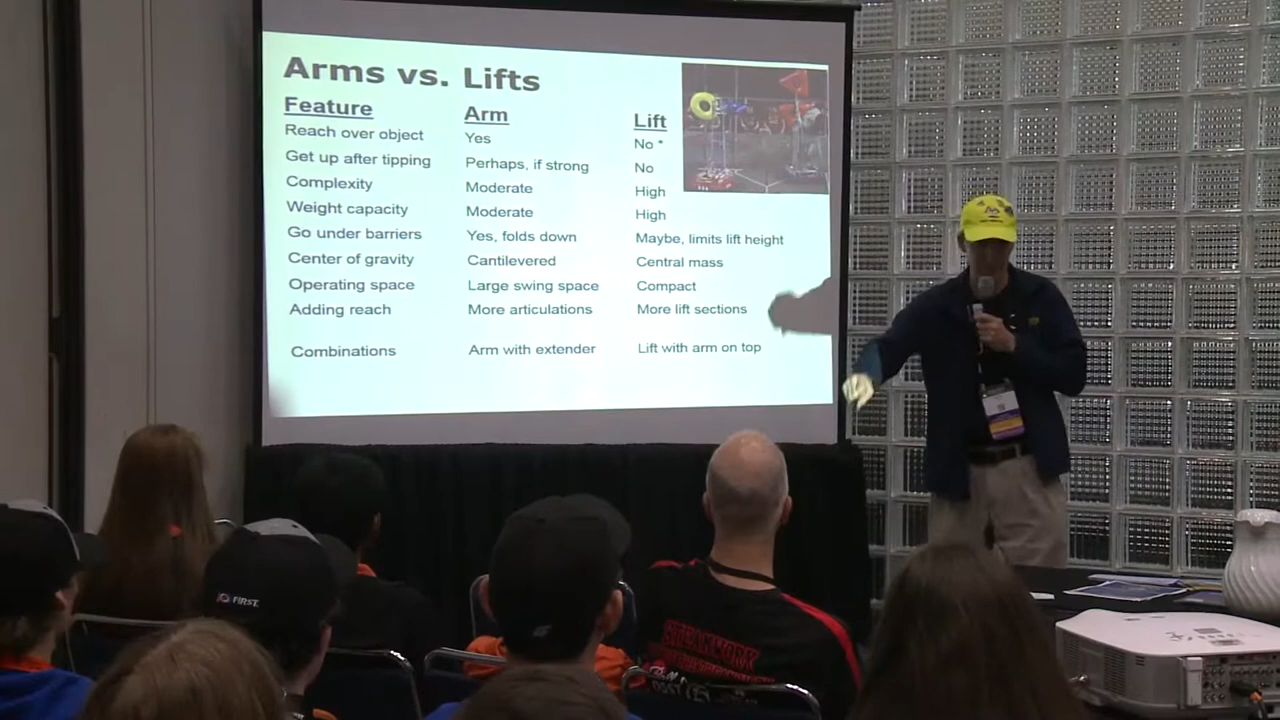 Arms vs. Lifts
Feature Arm Lift
Reach over object Yes No *
Get up after tipping Perhaps, if strong No
Complexity Moderate High
Weight capacity Moderate High
Go under barriers Yes, folds down Maybe, limits lift height
Center of gravity Cantilevered Central mass
Operating space Large swing space Compact
Adding reach More articulations More lift sections
Combinations Arm with extender Lift with arm on top
FIRST
STEAMWORK